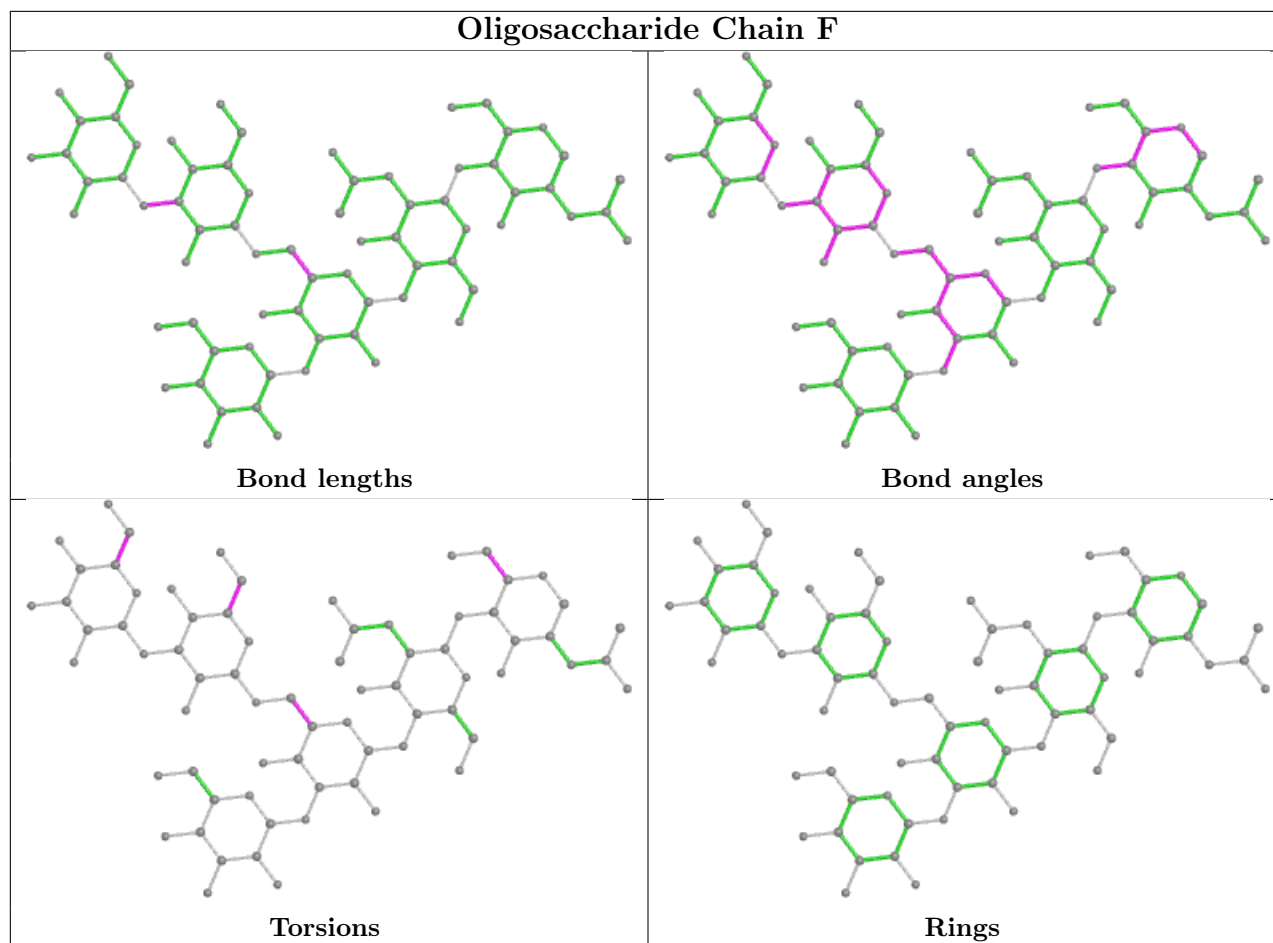 Oligosaccharide Chain F
Bond lengths
Bond angles
Torsions
Rings